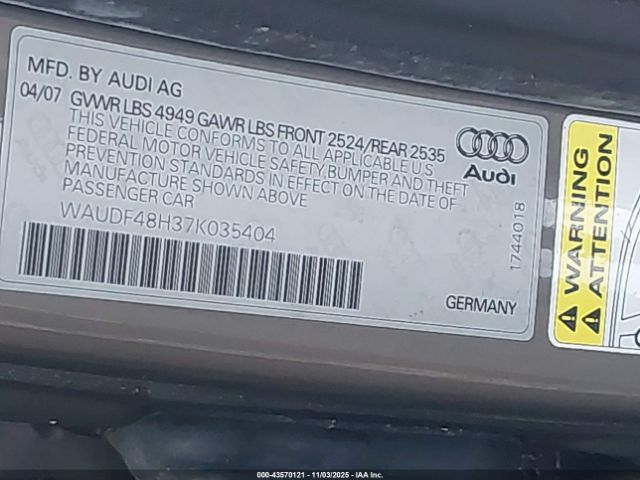 MFD. BY AUDI AG
04/07 GVWR LBS 4949 GAWR LBS FRONT 2524/REAR 2535
THIS VEHICLE CONFORMS TO ALL APPLICABLE U.S
FEDERAL MOTOR VEHICLE SAFETY,BUMPER AND THEFT
PREVENTION STANDARDS IN EFFECT ON THE DATE OF
MANUFACTURE SHOWN ABOVE
PASSENGER CAR
WAUDF48H37K035404
Audi
1744018
GERMANY
WARNING
ATTENTION
000-43570121 - 11/03/2025 - IAA Inc.